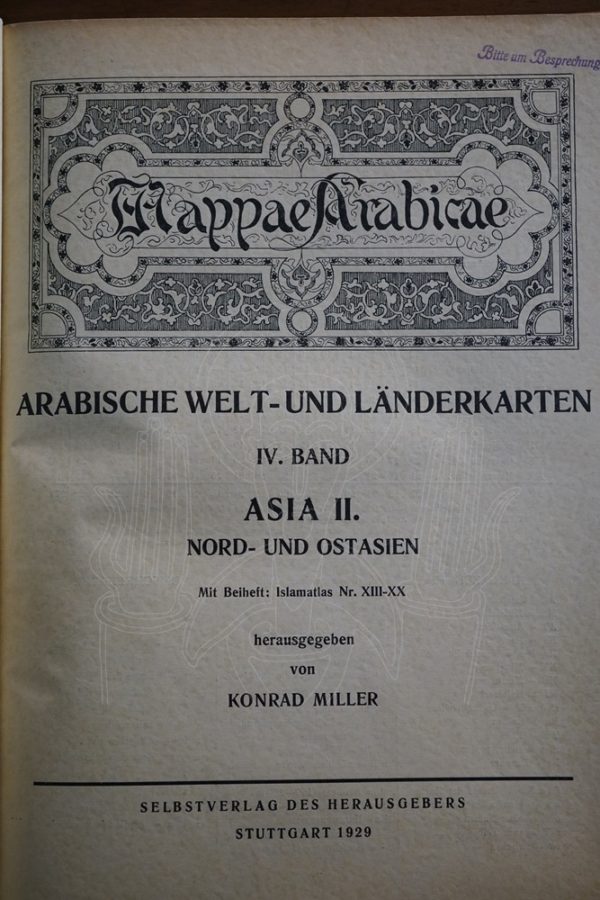 Bitte um Besprechung
Mappae Arabicae
ARABISCHE WELT- UND LÄNDERKARTEN
IV. BAND
ASIA II.
NORD- UND OSTASIEN
Mit Beiheft: Islamatlas Nr. XIII-XX
herausgegeben
von
KONRAD MILLER
SELBSTVERLAG DES HERAUSGEBERS
STUTTGART 1929